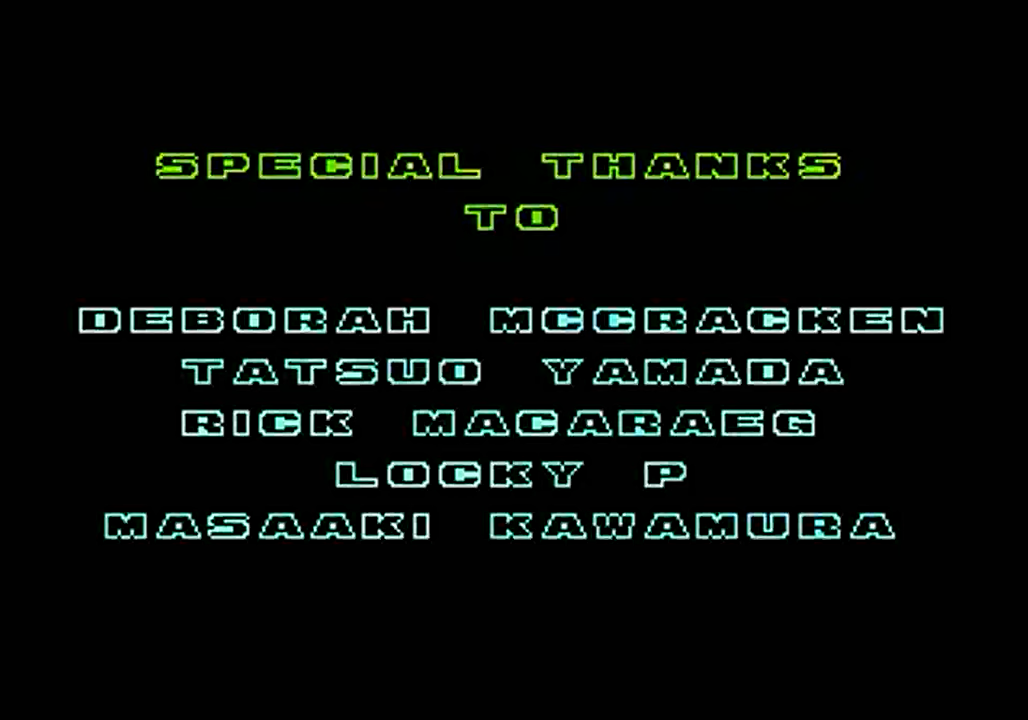 SPECIAL THANKS
TO
DEBORAH MCCRACKEN
TATSUO YAMADA
RICK MACARAEG
LOCKY P
MASAAKI KAWAMURA